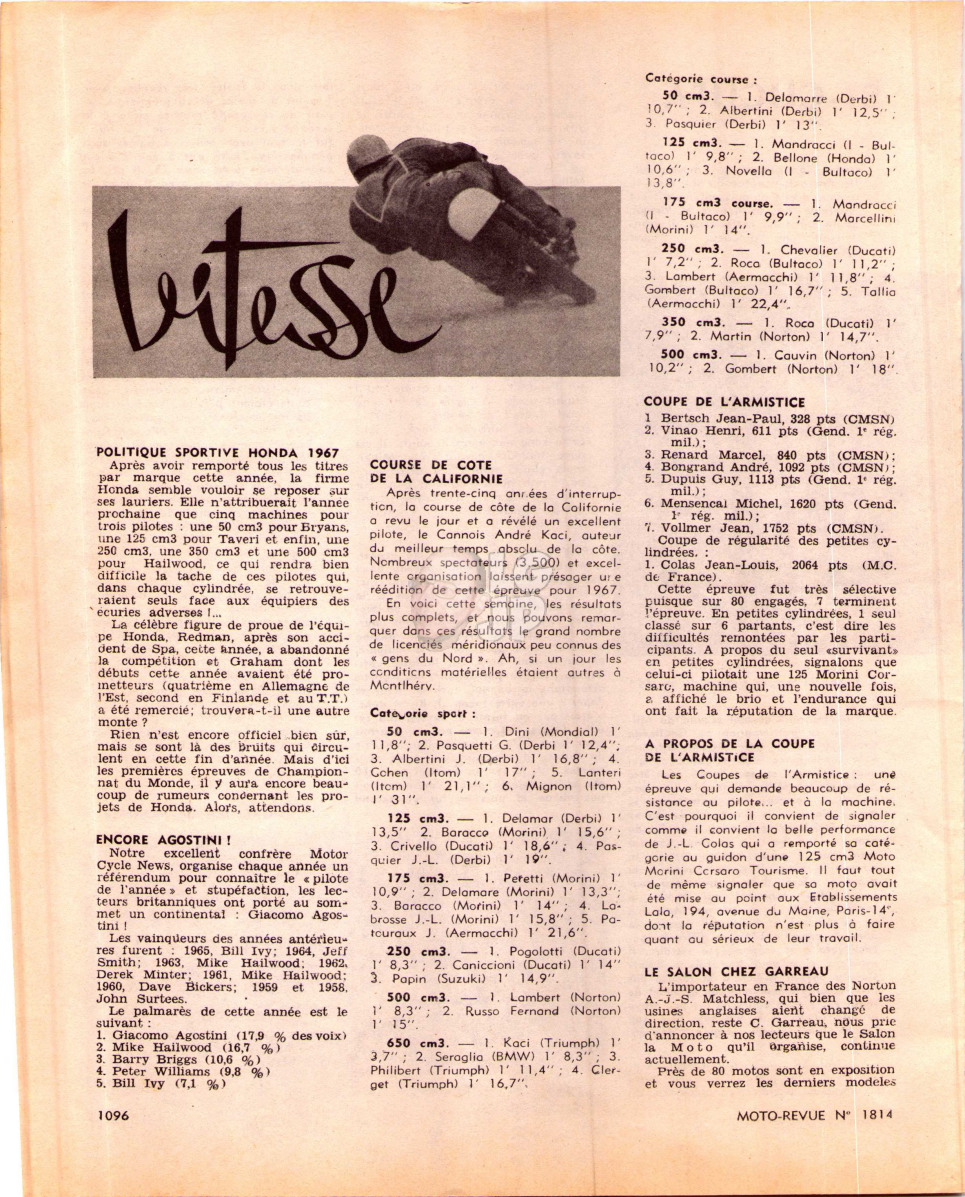 Vitesse
POLITIQUE SPORTIVE HONDA 1967
Après avoir remporté tous les titres
par marque cette année, la firme
Honda semble vouloir se reposer sur
ses lauriers. Elle n'attribuerait l'année
prochaine que cinq machines pour
trois pilotes : une 50 cm3 pour Bryans,
une 125 cm3 pour Taveri et enfin, une
250 cm3, une 350 cm3 et une 500 cm3
pour Hailwood, ce qui rendra bien
difficile la tache de ces pilotes qui,
dans chaque cylindrée, se retrouve-
raient seuls face aux équipiers des
écuries adverses !...
La célèbre figure de proue de l'équi-
pe Honda, Redman, après son acci-
dent de Spa, cette année, a abandonné
la compétition et Graham dont les
débuts cette année avaient été pro-
metteurs (quatrième en Allemagne de
l'Est, second en Finlande et au T.T.)
a été remercié; trouvera-t-il une autre
monte ?
Rien n'est encore officiel bien sûr,
mais se sont là des bruits qui circu-
lent en cette fin d'année. Mais d'ici
les premières épreuves de Champion-
nat du Monde, il y aura encore beau-
coup de rumeurs concernant les pro-
jets de Honda. Alors, attendons.
ENCORE AGOSTINI !
Notre excellent confrère Motor
Cycle News, organise chaque année un
référendum pour connaître le « pilote
de l'année » et stupéfaction, les lec-
teurs britanniques ont porté au som-
met un continental : Giacomo Agos-
tini !
Les vainqueurs des années antérieu-
res furent : 1965, Bill Ivy; 1964, Jeff
Smith; 1963, Mike Hailwood; 1962,
Derek Minter; 1961, Mike Hailwood;
1960, Dave Bickers; 1959 et 1958,
John Surtees.
Le palmarès de cette année est le
suivant :
1. Giacomo Agostini (17,9 % des voix)
2. Mike Hailwood (16,7 %)
3. Barry Briggs (10,6 %)
4. Peter Williams (9,8 %)
5. Bill Ivy (7,1 %)
COURSE DE COTE
DE LA CALIFORNIE
Après trente-cinq années d'interrup-
tion, la course de côte de la Californie
a revu le jour et a révélé un excellent
pilote, le Cannois André Kaci, auteur
du meilleur temps absolu de la côte.
Nombreux spectateurs (3.500) et excel-
lente organisation laissent présager une
réédition de cette épreuve pour 1967.
En voici cette semaine, les résultats
plus complets, et nous pouvons remar-
quer dans ces résultats le grand nombre
de licenciés méridionaux peu connus des
« gens du Nord ». Ah, si un jour les
conditions matérielles étaient autres à
Montlhéry.
Catégorie sport :
50 cm3. — 1. Dini (Mondial) 1'
11,8''; 2. Pasquetti G. (Derbi 1' 12,4'';
3. Albertini J. (Derbi) 1' 16,8'' ; 4.
Cohen (Itom) 1' 17'' ; 5. Lanteri
(Itom) 1' 21,1'' ; 6. Mignon (Itom)
1' 31''.
125 cm3. — 1. Delamar (Derbi) 1'
13,5'' 2. Baracco (Morini) 1' 15,6'' ;
3. Crivello (Ducati) 1' 18,6'' ; 4. Pas-
quier J.-L. (Derbi) 1' 19''.
175 cm3. — 1. Peretti (Morini) 1'
10,9'' ; 2. Delamare (Morini) 1' 13,3'';
3. Baracco (Morini) 1' 14'' ; 4. La-
brosse J.-L. (Morini) 1' 15,8'' ; 5. Pa-
touraux J. (Aermacchi) 1' 21,6''.
250 cm3. — 1. Pogolotti (Ducati)
1' 8,3'' ; 2. Caniccioni (Ducati) 1' 14''
3. Papin (Suzuki) 1' 14,9''.
500 cm3. — 1. Lambert (Norton)
1' 8,3'' ; 2. Russo Fernand (Norton)
1' 15''.
650 cm3. — 1. Kaci (Triumph) 1'
3,7'' ; 2. Seraglia (BMW) 1' 8,3'' ; 3.
Philibert (Triumph) 1' 11,4'' ; 4. Cler-
get (Triumph) 1' 16,7''.
Catégorie course :
50 cm3. — 1. Delamarre (Derbi) 1'
10,7'' ; 2. Albertini (Derbi) 1' 12,5'' ;
3. Pasquier (Derbi) 1' 13''.
125 cm3. — 1. Mandracci (I - Bul-
taco) 1' 9,8'' ; 2. Bellone (Honda) 1'
10,6'' ; 3. Novella (I - Bultaco) 1'
13,8''.
175 cm3 course. — 1. Mandracci
(I - Bultaco) 1' 9,9'' ; 2. Marcellini
(Morini) 1' 14''.
250 cm3. — 1. Chevalier (Ducati)
1' 7,2'' ; 2. Roca (Bultaco) 1' 11,2'' ;
3. Lambert (Aermacchi) 1' 11,8'' ; 4.
Gombert (Bultaco) 1' 16,7'' ; 5. Tallia
(Aermacchi) 1' 22,4''.
350 cm3. — 1. Roca (Ducati) 1'
7,9'' ; 2. Martin (Norton) 1' 14,7''.
500 cm3. — 1. Cauvin (Norton) 1'
10,2'' ; 2. Gombert (Norton) 1' 18''.
COUPE DE L'ARMISTICE
1 Bertsch Jean-Paul, 328 pts (CMSN)
2. Vinao Henri, 611 pts (Gend. 1e rég.
mil.) ;
3. Renard Marcel, 840 pts (CMSN) ;
4. Bongrand André, 1092 pts (CMSN) ;
5. Dupuis Guy, 1113 pts (Gend. 1e rég.
mil.) ;
6. Mensencal Michel, 1620 pts (Gend.
1e rég. mil.) ;
7. Vollmer Jean, 1752 pts (CMSN).
Coupe de régularité des petites cy-
lindrées. :
1. Colas Jean-Louis, 2064 pts (M.C.
de France).
Cette épreuve fut très sélective
puisque sur 80 engagés, 7 terminent
l'épreuve. En petites cylindrées, 1 seul
classé sur 6 partants, c'est dire les
difficultés remontées par les parti-
cipants. A propos du seul «survivant»
en petites cylindrées, signalons que
celui-ci pilotait une 125 Morini Cor-
saro, machine qui, une nouvelle fois,
a affiché le brio et l'endurance qui
ont fait la réputation de la marque.
A PROPOS DE LA COUPE
DE L'ARMISTICE
Les Coupes de l'Armistice : une
épreuve qui demande beaucoup de ré-
sistance au pilote... et à la machine.
C'est pourquoi il convient de signaler
comme il convient la belle performance
de J.-L. Colas qui a remporté sa caté-
gorie au guidon d'une 125 cm3 Moto
Morini Corsaro Tourisme. Il faut tout
de même signaler que sa moto avait
été mise au point aux Etablissements
Lala, 194, avenue du Maine, Paris-14e,
dont la réputation n'est plus à faire
quant au sérieux de leur travail.
LE SALON CHEZ GARREAU
L'importateur en France des Norton
A.-J.-S. Matchless, qui bien que les
usines anglaises aient changé de
direction, reste C. Garreau, nous prie
d'annoncer à nos lecteurs que le Salon
la Moto qu'il organise, continue
actuellement.
Près de 80 motos sont en exposition
et vous verrez les derniers modèles
1096
MOTO-REVUE N° 1814